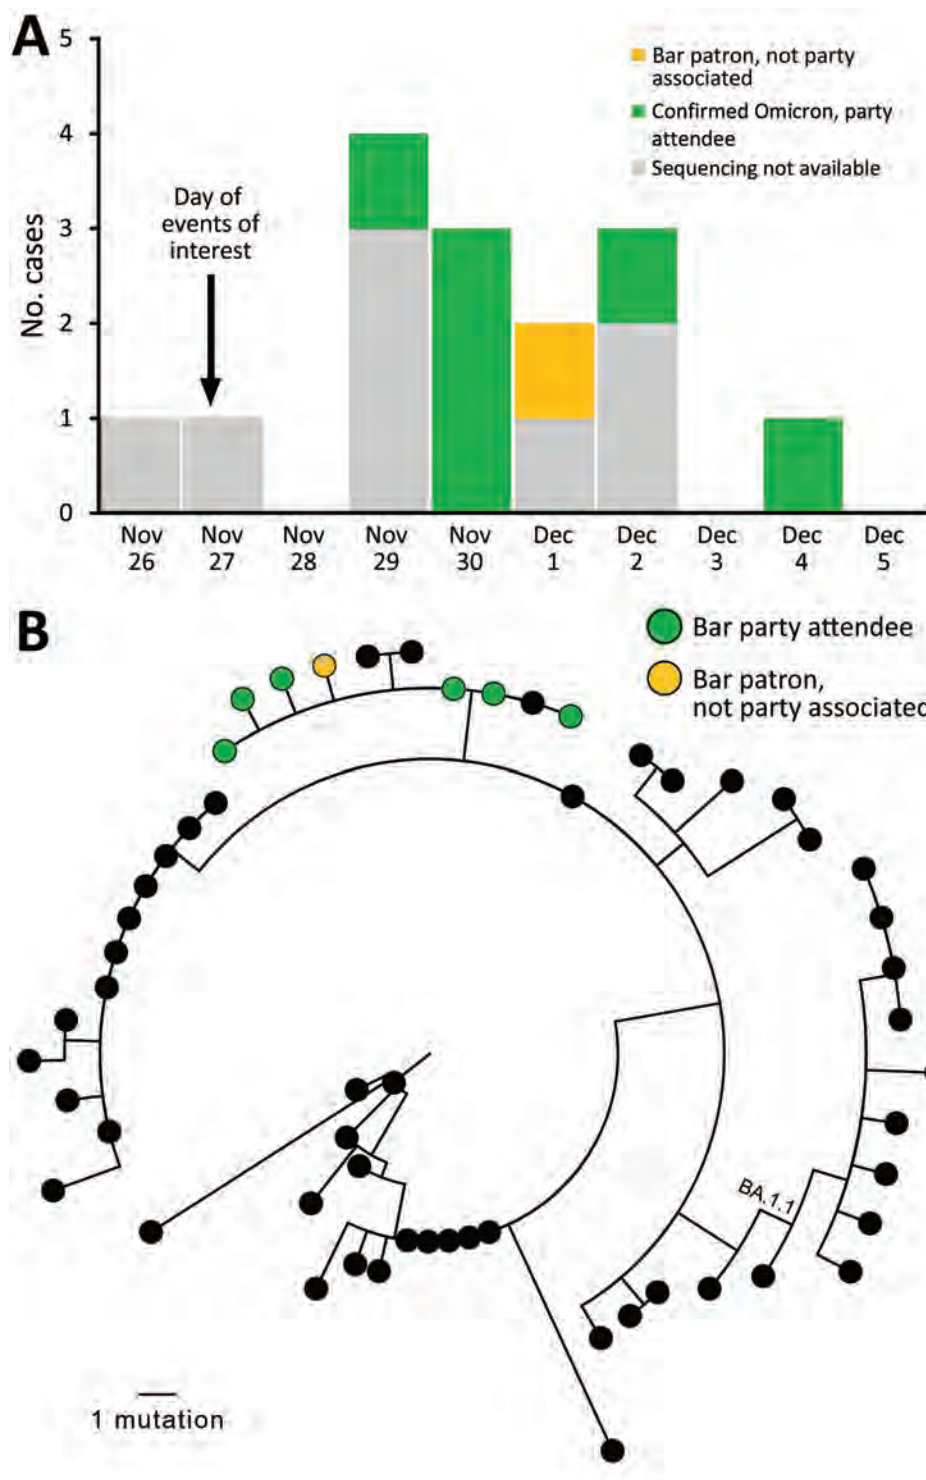 A
5
4
3
2
1
0
No. cases
Bar patron, not party
associated
Confirmed Omicron, party
attendee
Sequencing not available
Day of
events of
interest
Nov
26
Nov
27
Nov
28
Nov
29
Nov
30
Dec
1
Dec
2
Dec
3
Dec
4
Dec
5
B
Bar party attendee
Bar patron,
not party associated
BA.1.1
1 mutation